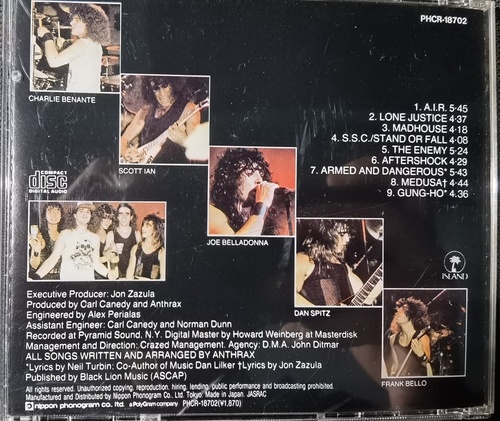 PHCR-18702
CHARLIE BENANTE
1. A.I.R. 5·45
2. LONE JUSTICE 4·37
3. MADHOUSE 4·18
4. S.S.C./STAND OR FALL 4·08
5. THE ENEMY 5·24
6. AFTERSHOCK 4·29
7. ARMED AND DANGEROUS* 5·43
8. MEDUSA† 4·44
9. GUNG-HO* 4.36
SCOTT IAN
COMPACT
disc
DIGITAL AUDIO
JOE BELLADONNA
ISLAND
DAN SPITZ
FRANK BELLO
Executive Producer: Jon Zazula
Produced by Carl Canedy and Anthrax
Engineered by Alex Perialas
Assistant Engineer: Carl Canedy and Norman Dunn
Recorded at Pyramid Sound. N.Y. Digital Master by Howard Weinberg at Masterdisk
Management and Direction: Crazed Management. Agency: D.M.A. John Ditmar
ALL SONGS WRITTEN AND ARRANGED BY ANTHRAX
*Lyrics by Neil Turbin: Co-Author of Music Dan Lilker †Lyrics by Jon Zazula
Published by Black Lion Music (ASCAP)
All rights reserved. Unauthorized copying, reproduction, hiring, lending, public performance and broadcasting prohibited.
Manufactured and Distributed by Nippon Phonogram Co., Ltd. Tokyo. Made in Japan. JASRAC
nippon phonogram co. ltd. a PolyGram company PHCR-18702(¥1,870)